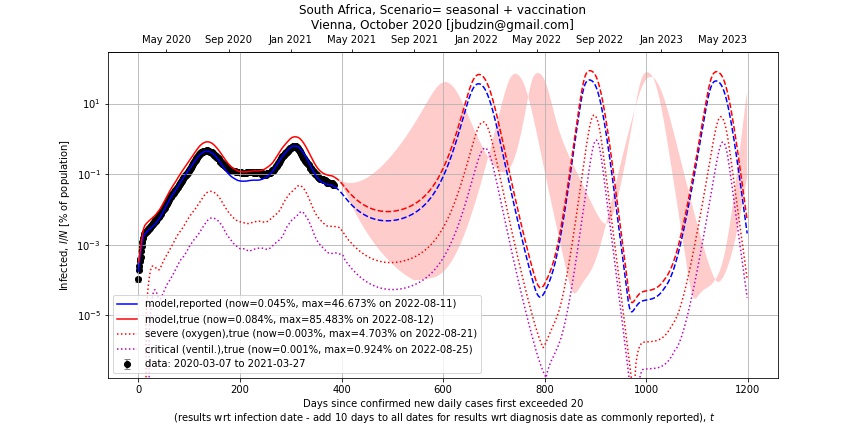 South Africa, Scenario= seasonal + vaccination
Vienna, October 2020 [jbudzin@gmail.com]
May 2020 Sep 2020 Jan 2021 May 2021 Sep 2021 Jan 2022 May 2022 Sep 2022 Jan 2023 May 2023
Infected, I/N [% of population]
10¹
10⁻¹
10⁻³
10⁻⁵
model,reported (now=0.045%, max=46.673% on 2022-08-11)
model,true (now=0.084%, max=85.483% on 2022-08-12)
severe (oxygen),true (now=0.003%, max=4.703% on 2022-08-21)
critical (ventil.),true (now=0.001%, max=0.924% on 2022-08-25)
data: 2020-03-07 to 2021-03-27
0 200 400 600 800 1000 1200
Days since confirmed new daily cases first exceeded 20
(results wrt infection date - add 10 days to all dates for results wrt diagnosis date as commonly reported), t